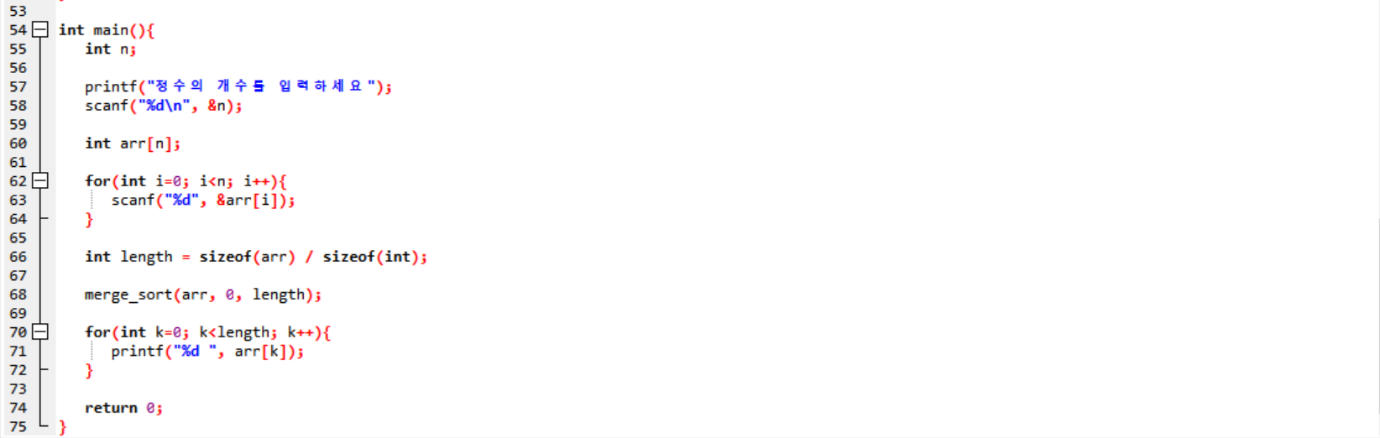 53
54 int main(){
55 int n;
56
57 printf("정수의 개수를 입력하세요");
58 scanf("%d\n", &n);
59
60 int arr[n];
61
62 for(int i=0; i<n; i++){
63 scanf("%d", &arr[i]);
64 }
65
66 int length = sizeof(arr) / sizeof(int);
67
68 merge_sort(arr, 0, length);
69
70 for(int k=0; k<length; k++){
71 printf("%d ", arr[k]);
72 }
73
74 return 0;
75 }